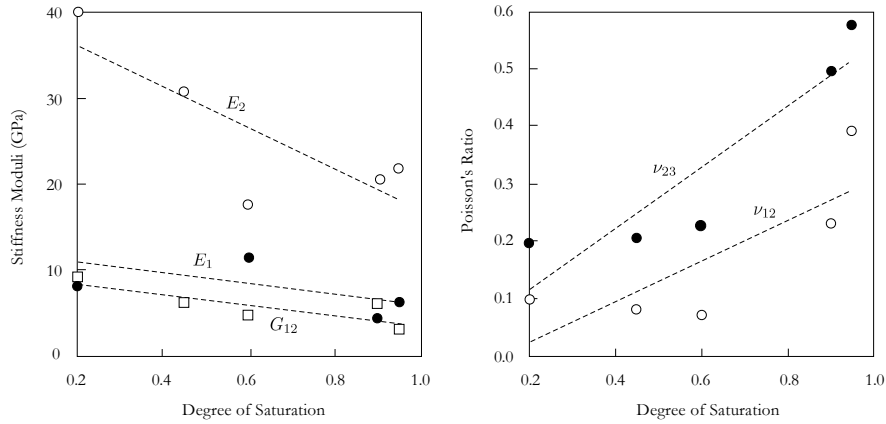 40
30
20
10
0
0.2
0.4
0.6
0.8
1.0
Stiffness Moduli (GPa)
Degree of Saturation
E2
E1
G12
0.6
0.5
0.4
0.3
0.2
0.1
0.0
0.2
0.4
0.6
0.8
1.0
Poisson's Ratio
Degree of Saturation
ν23
ν12